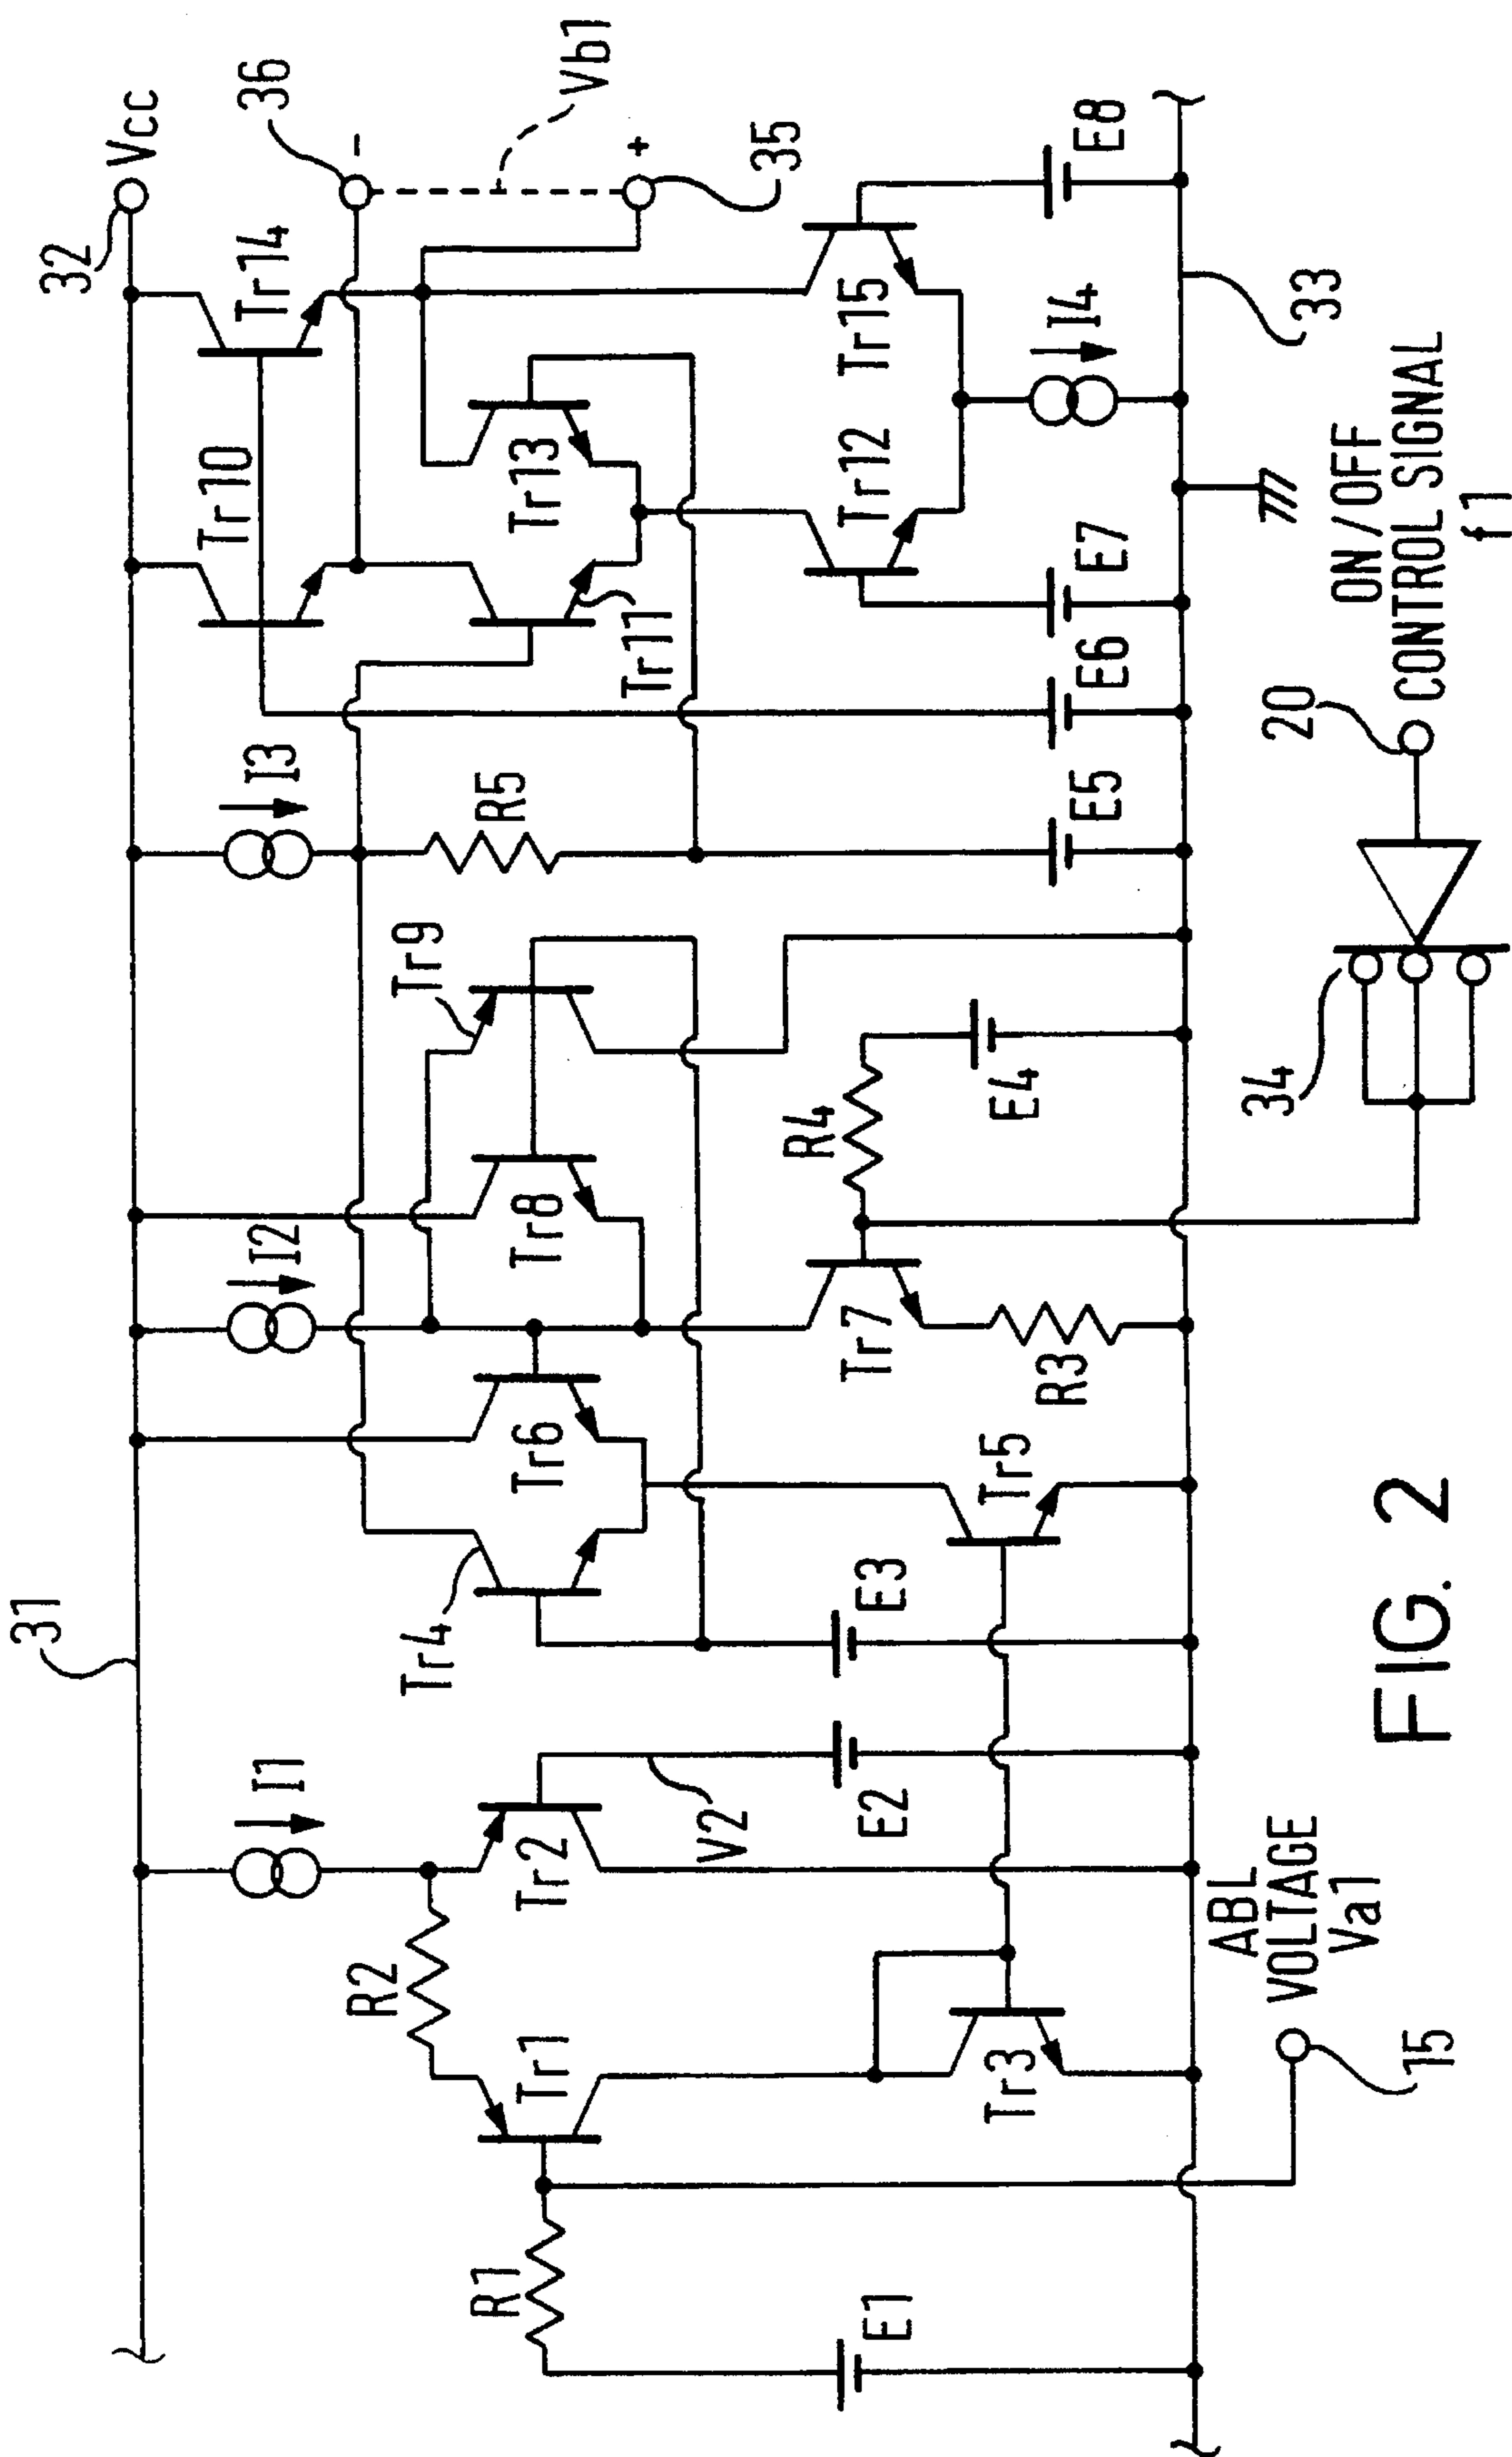 31
32
Vcc
I1
I2
I3
Tr10
Tr14
36
-
Vb1
+
35
R2
Tr1
Tr2
Tr4
Tr6
Tr8
Tr9
R5
Tr11
Tr13
R1
V2
E1
E2
E3
Tr3
Tr5
Tr7
R3
R4
E4
E5
E6
E7
Tr12
Tr15
E8
I4
33
ABL
VOLTAGE
Va1
15
34
20
ON/OFF
CONTROL SIGNAL
f1
FIG. 2